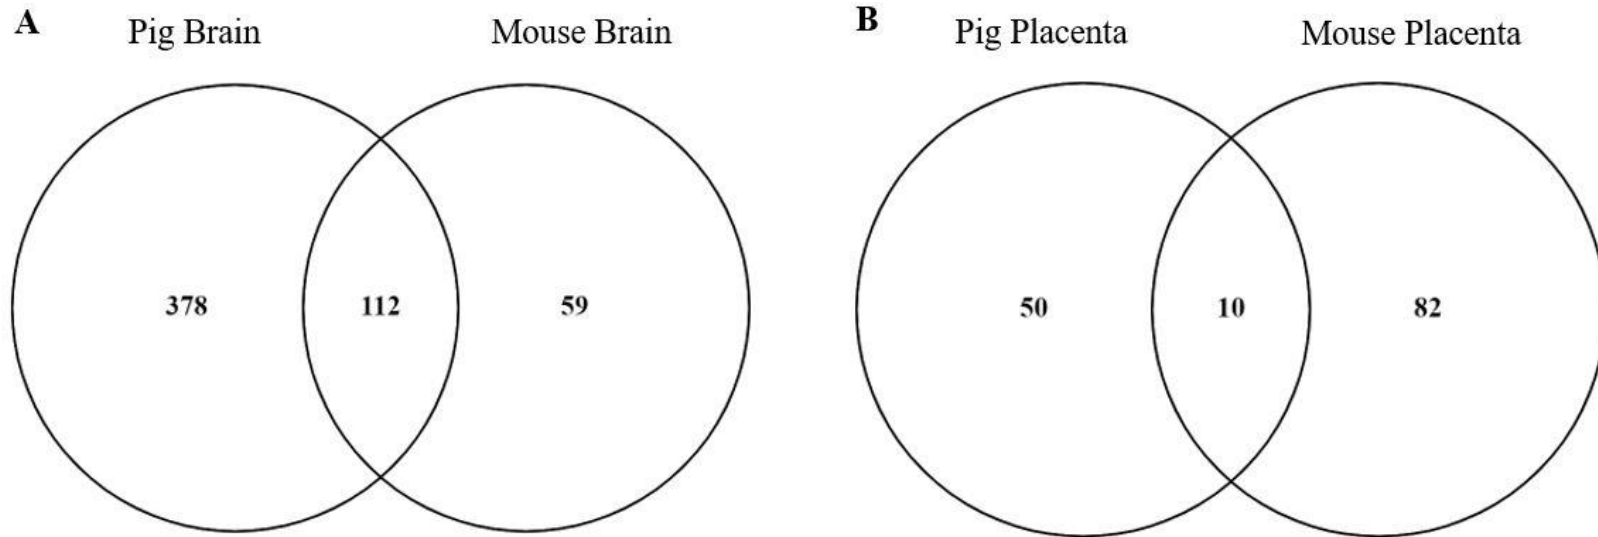 A
Pig Brain
Mouse Brain
378
112
59
B
Pig Placenta
Mouse Placenta
50
10
82